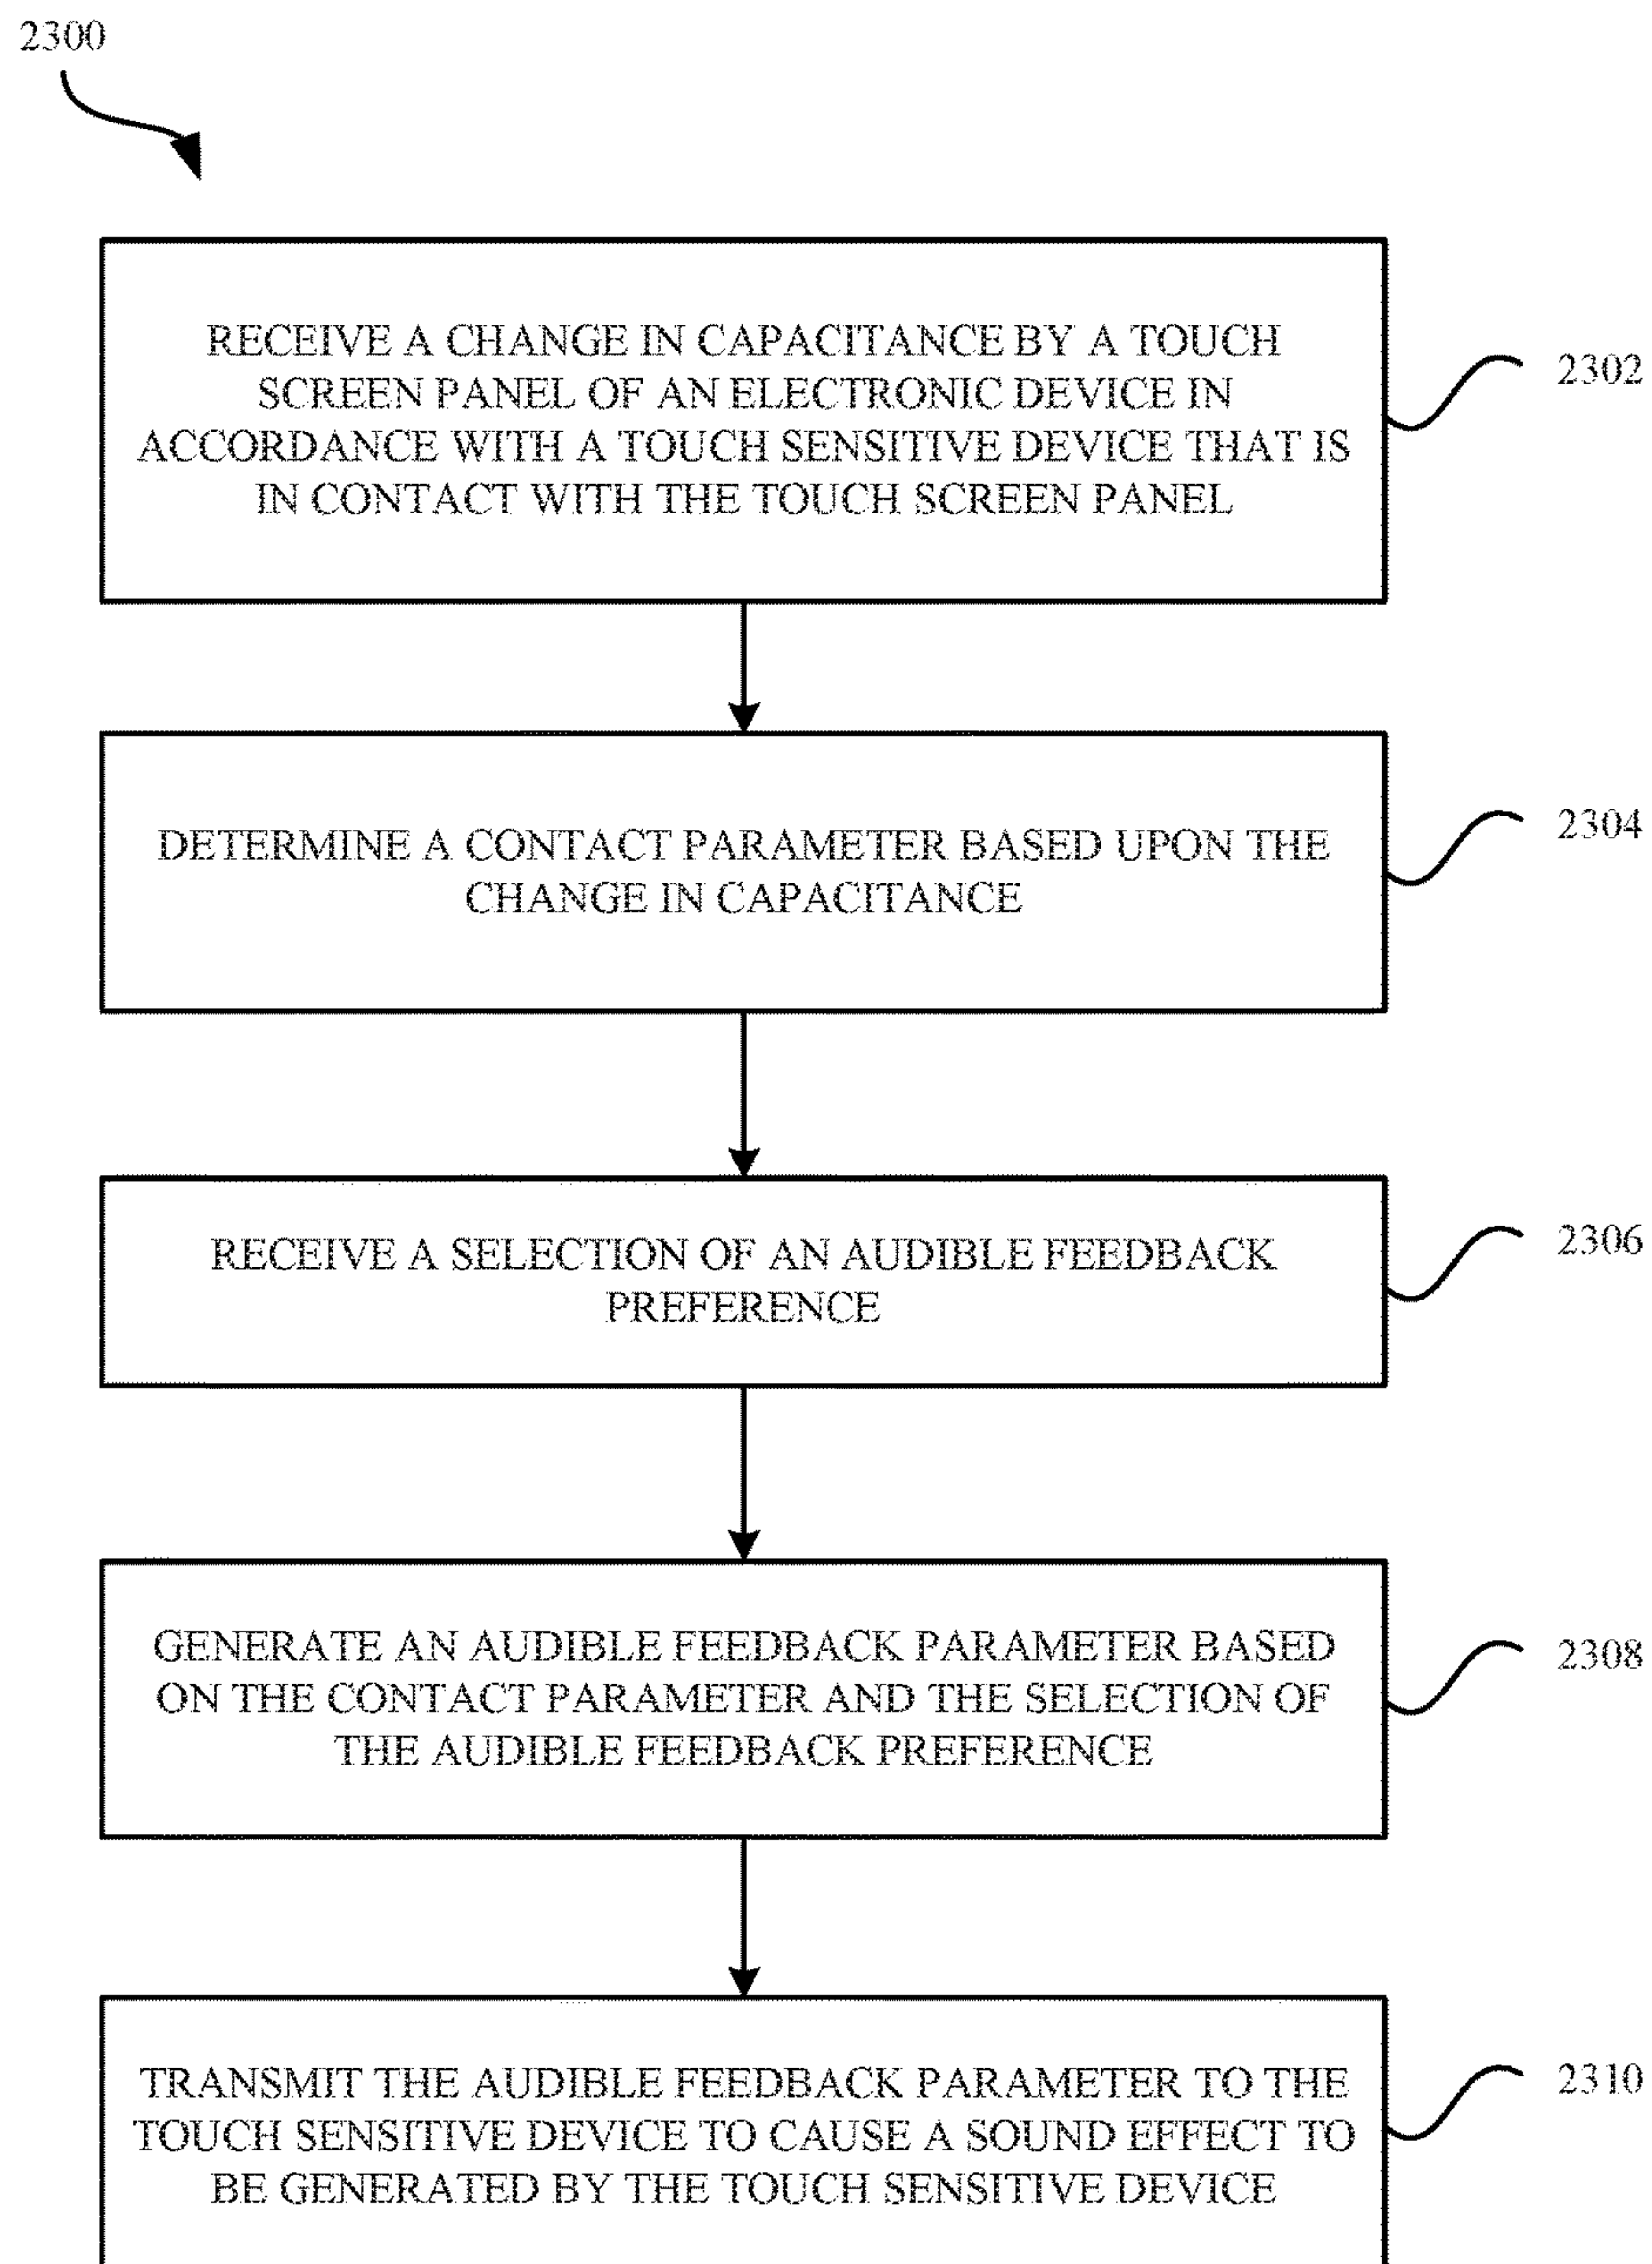 2300
RECEIVE A CHANGE IN CAPACITANCE BY A TOUCH
SCREEN PANEL OF AN ELECTRONIC DEVICE IN
ACCORDANCE WITH A TOUCH SENSITIVE DEVICE THAT IS
IN CONTACT WITH THE TOUCH SCREEN PANEL
2302
DETERMINE A CONTACT PARAMETER BASED UPON THE
CHANGE IN CAPACITANCE
2304
RECEIVE A SELECTION OF AN AUDIBLE FEEDBACK
PREFERENCE
2306
GENERATE AN AUDIBLE FEEDBACK PARAMETER BASED
ON THE CONTACT PARAMETER AND THE SELECTION OF
THE AUDIBLE FEEDBACK PREFERENCE
2308
TRANSMIT THE AUDIBLE FEEDBACK PARAMETER TO THE
TOUCH SENSITIVE DEVICE TO CAUSE A SOUND EFFECT TO
BE GENERATED BY THE TOUCH SENSITIVE DEVICE
2310